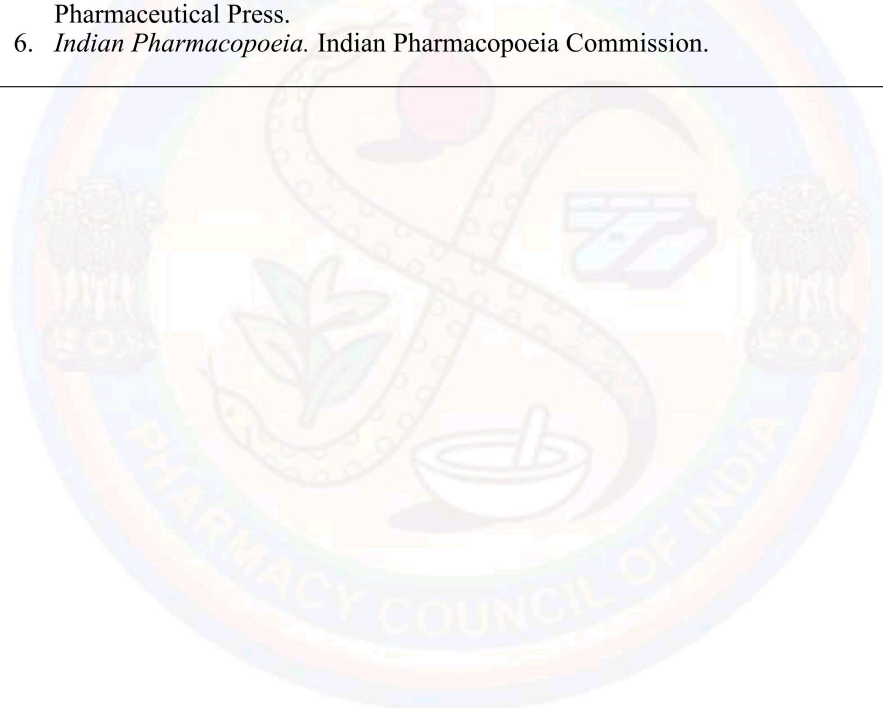 Pharmaceutical Press.
6. Indian Pharmacopoeia. Indian Pharmacopoeia Commission.
PHARMACY COUNCIL OF INDIA